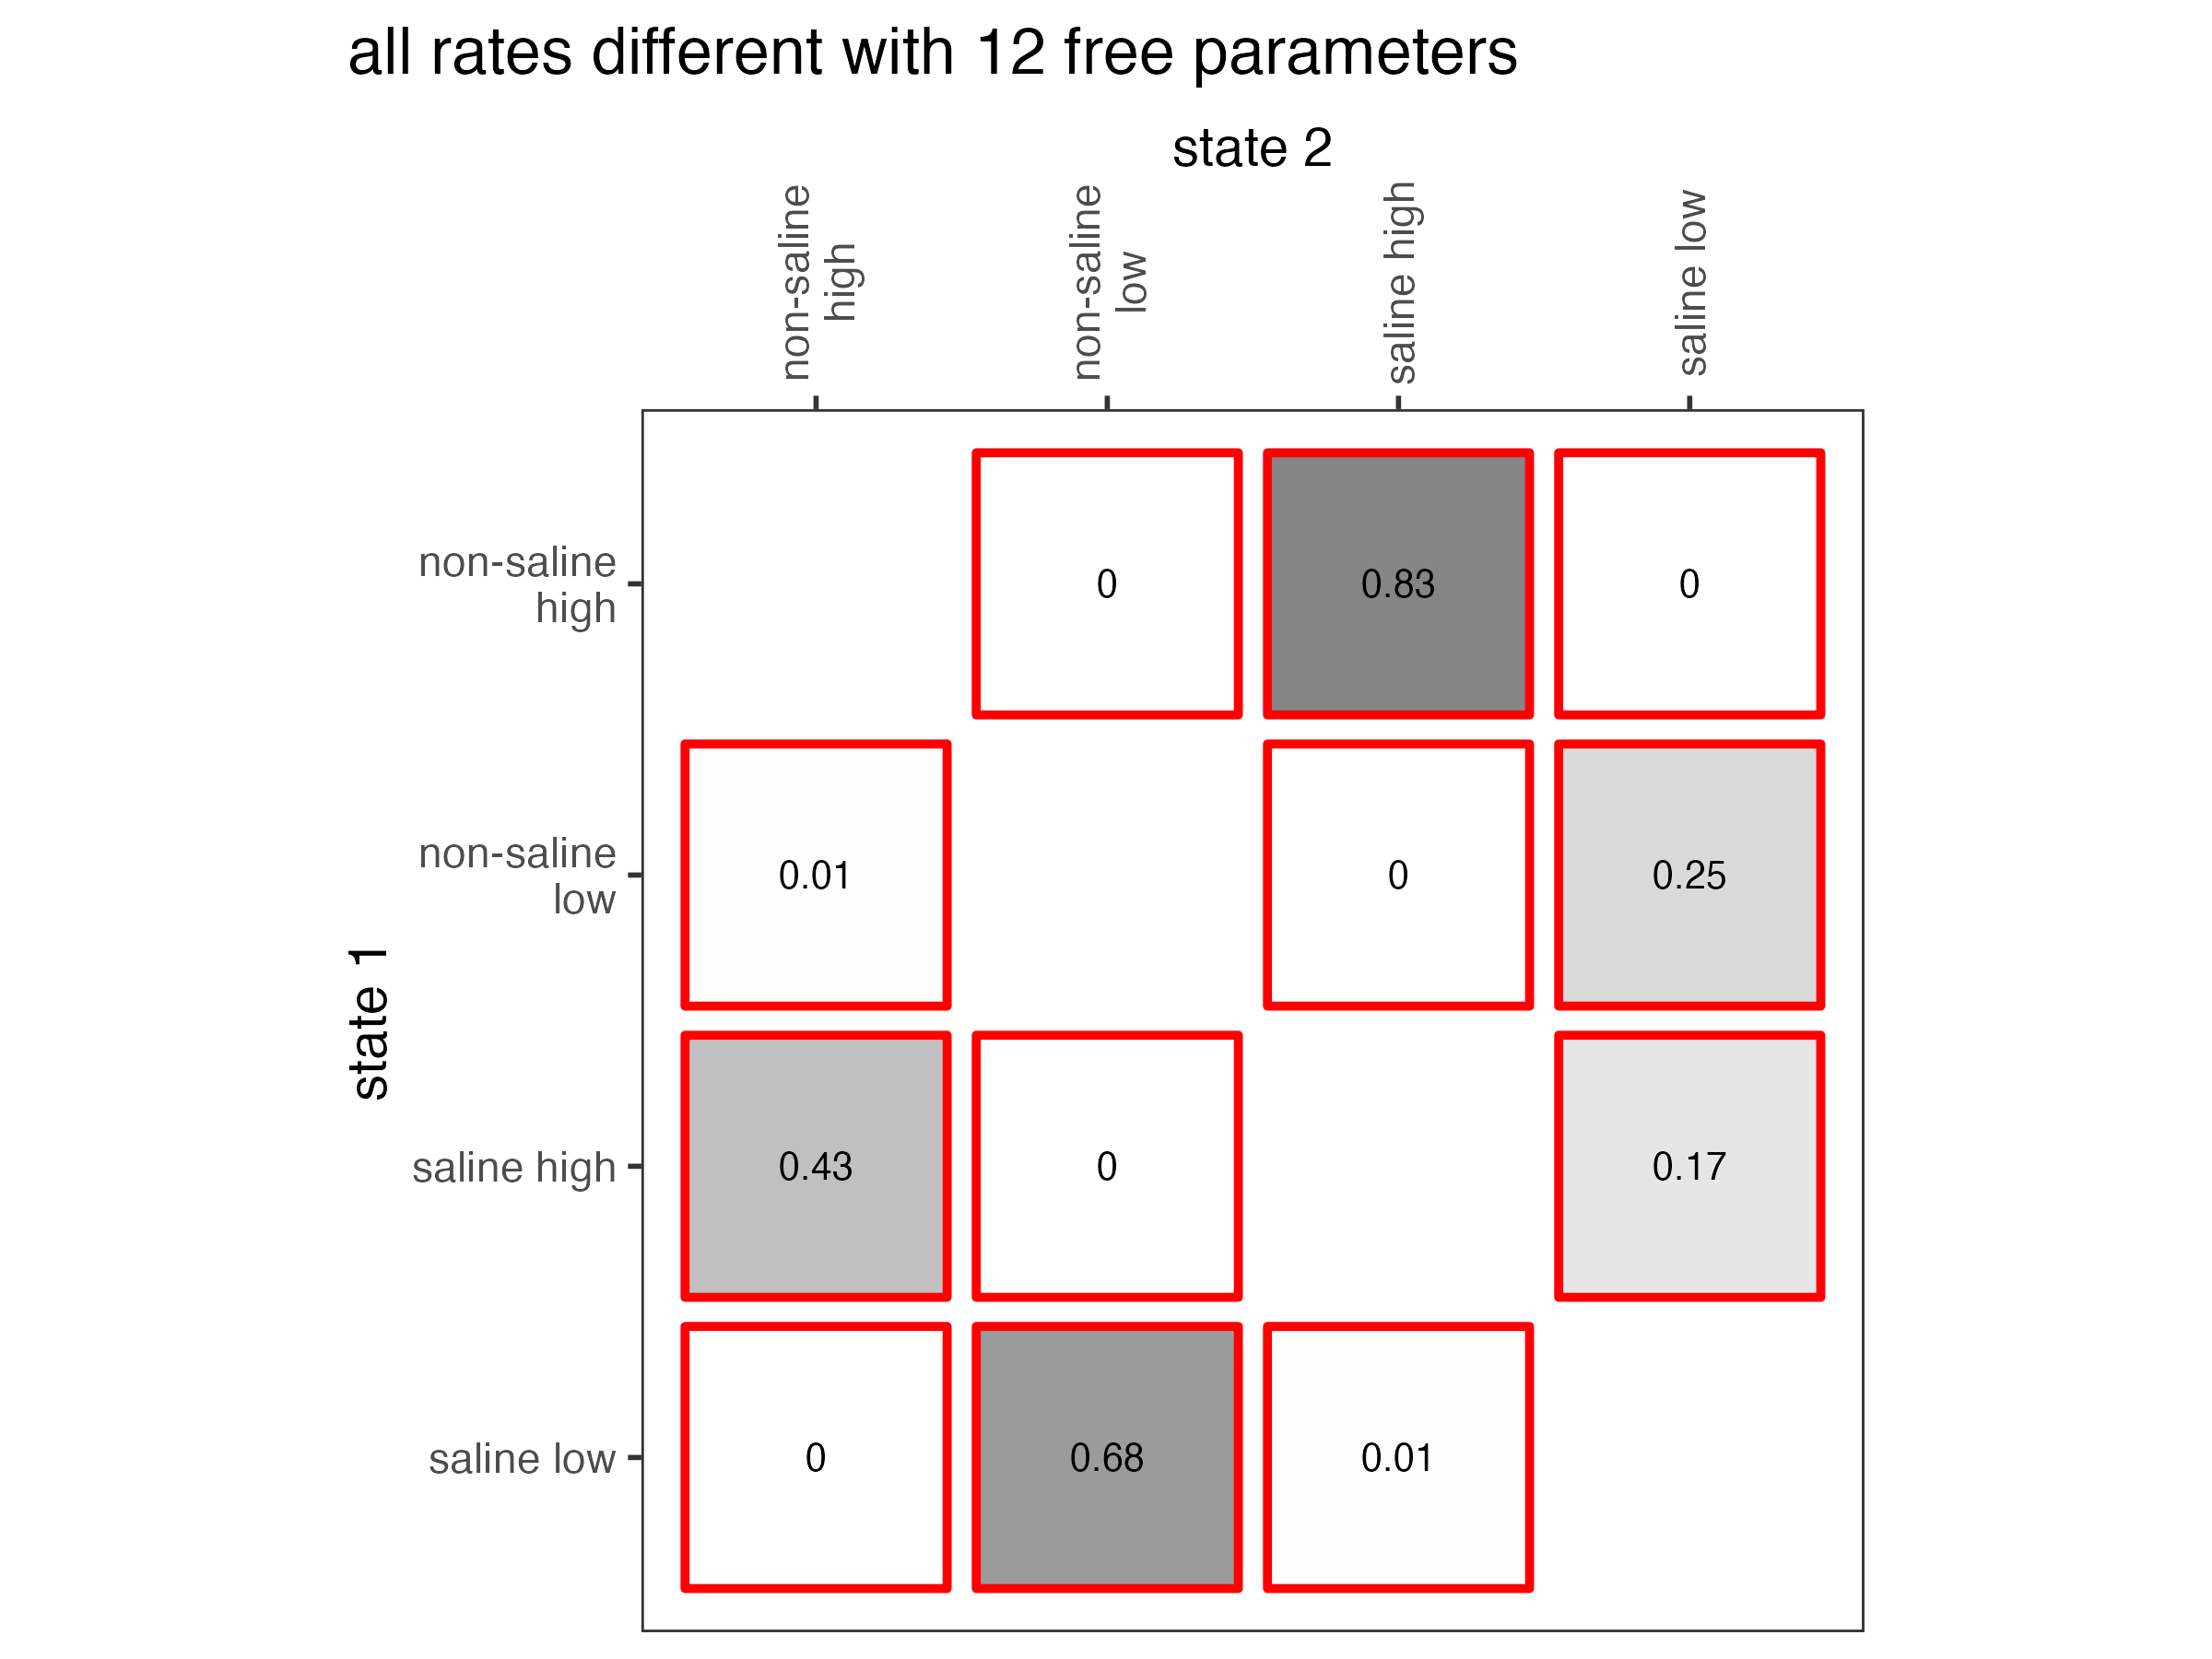 all rates different with 12 free parameters
state 2
non-saline
high
non-saline
low
saline high
saline low
non-saline
high
0
0.83
0
non-saline
low
0.01
0
0.25
state 1
saline high
0.43
0
0.17
saline low
0
0.68
0.01